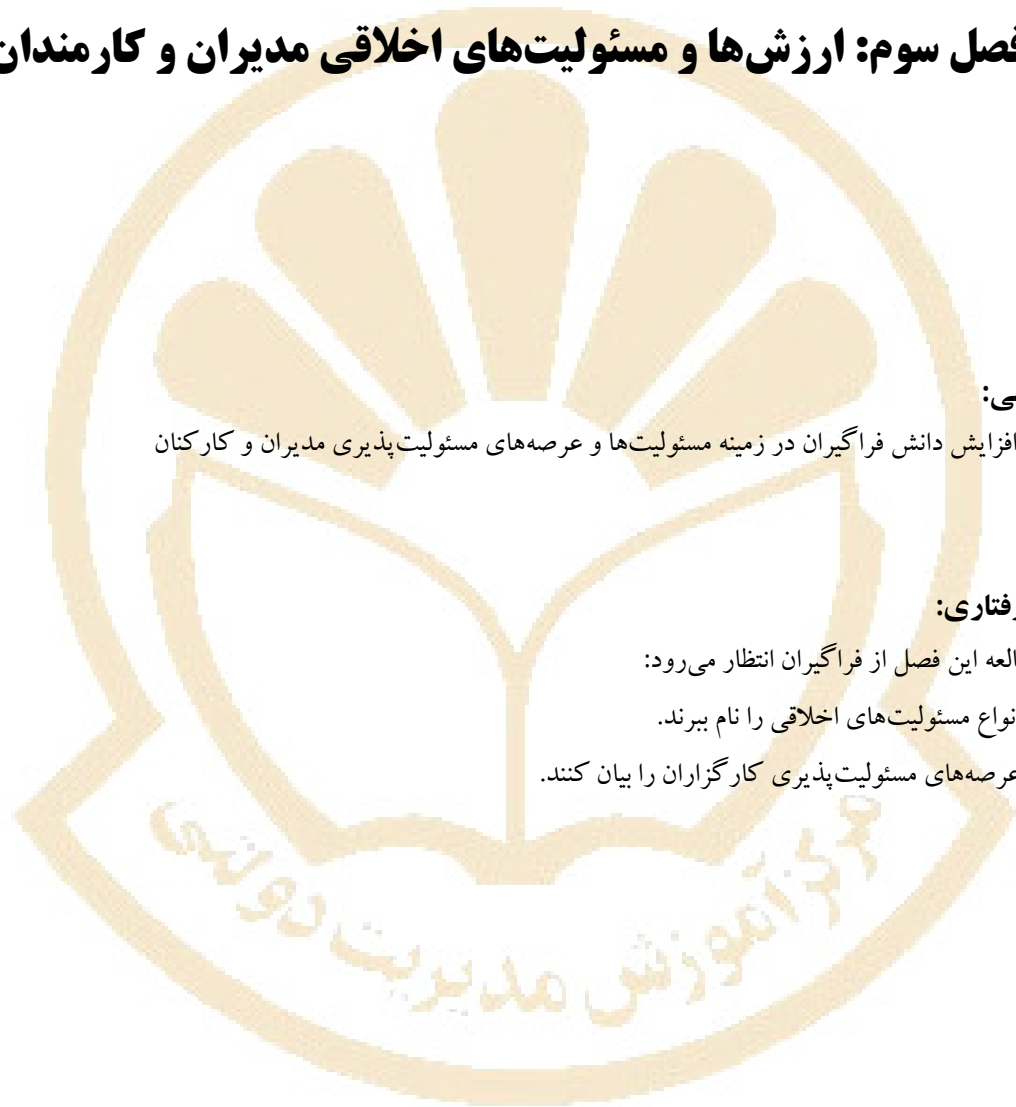 فصل سوم: ارزش‌ها و مسئولیت‌های اخلاقی مدیران و کارمندان
ی:
افزایش دانش فراگیران در زمینه مسئولیت‌ها و عرصه‌های مسئولیت‌پذیری مدیران و کارکنان
رفتاری:
العه این فصل از فراگیران انتظار می‌رود:
نواع مسئولیت‌های اخلاقی را نام ببرند.
عرصه‌های مسئولیت‌پذیری کارگزاران را بیان کنند.
مرکز آموزش مدیریت دولتی